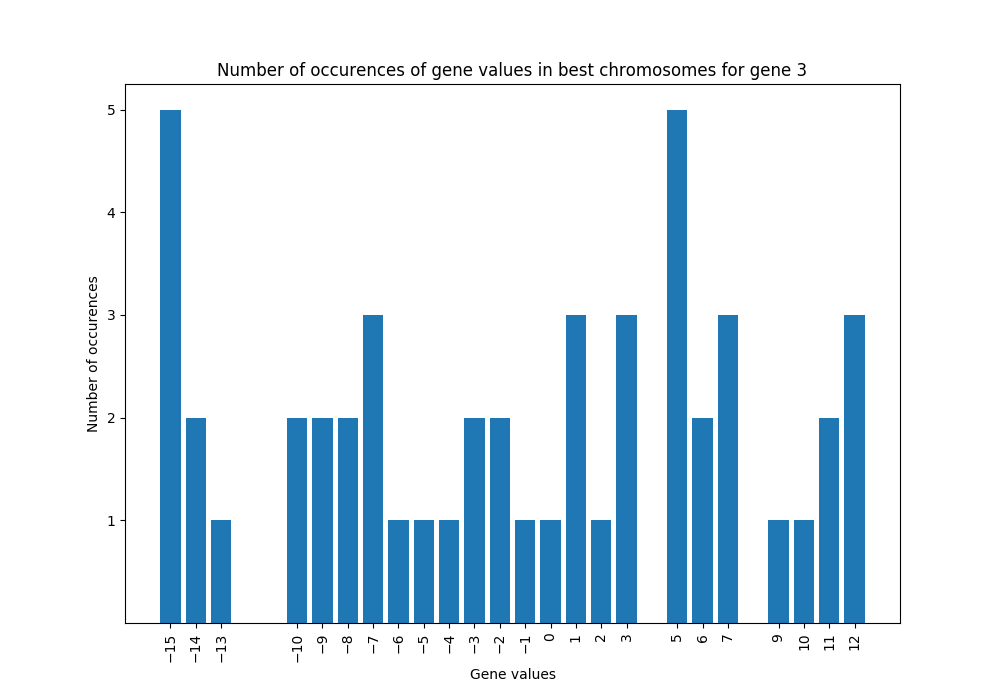 Number of occurences of gene values in best chromosomes for gene 3
Number of occurences
5
4
3
2
1
−15 −14 −13 −10 −9 −8 −7 −6 −5 −4 −3 −2 −1 0 1 2 3 5 6 7 9 10 11 12
Gene values